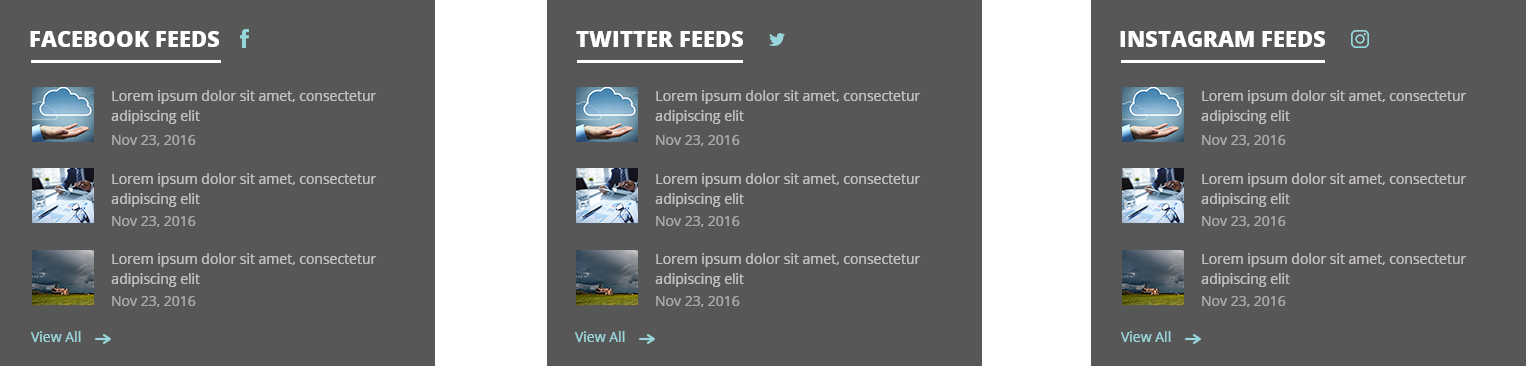 FACEBOOK FEEDS
Lorem ipsum dolor sit amet, consectetur
adipiscing elit
Nov 23, 2016
Lorem ipsum dolor sit amet, consectetur
adipiscing elit
Nov 23, 2016
Lorem ipsum dolor sit amet, consectetur
adipiscing elit
Nov 23, 2016
View All
TWITTER FEEDS
Lorem ipsum dolor sit amet, consectetur
adipiscing elit
Nov 23, 2016
Lorem ipsum dolor sit amet, consectetur
adipiscing elit
Nov 23, 2016
Lorem ipsum dolor sit amet, consectetur
adipiscing elit
Nov 23, 2016
View All
INSTAGRAM FEEDS
Lorem ipsum dolor sit amet, consectetur
adipiscing elit
Nov 23, 2016
Lorem ipsum dolor sit amet, consectetur
adipiscing elit
Nov 23, 2016
Lorem ipsum dolor sit amet, consectetur
adipiscing elit
Nov 23, 2016
View All